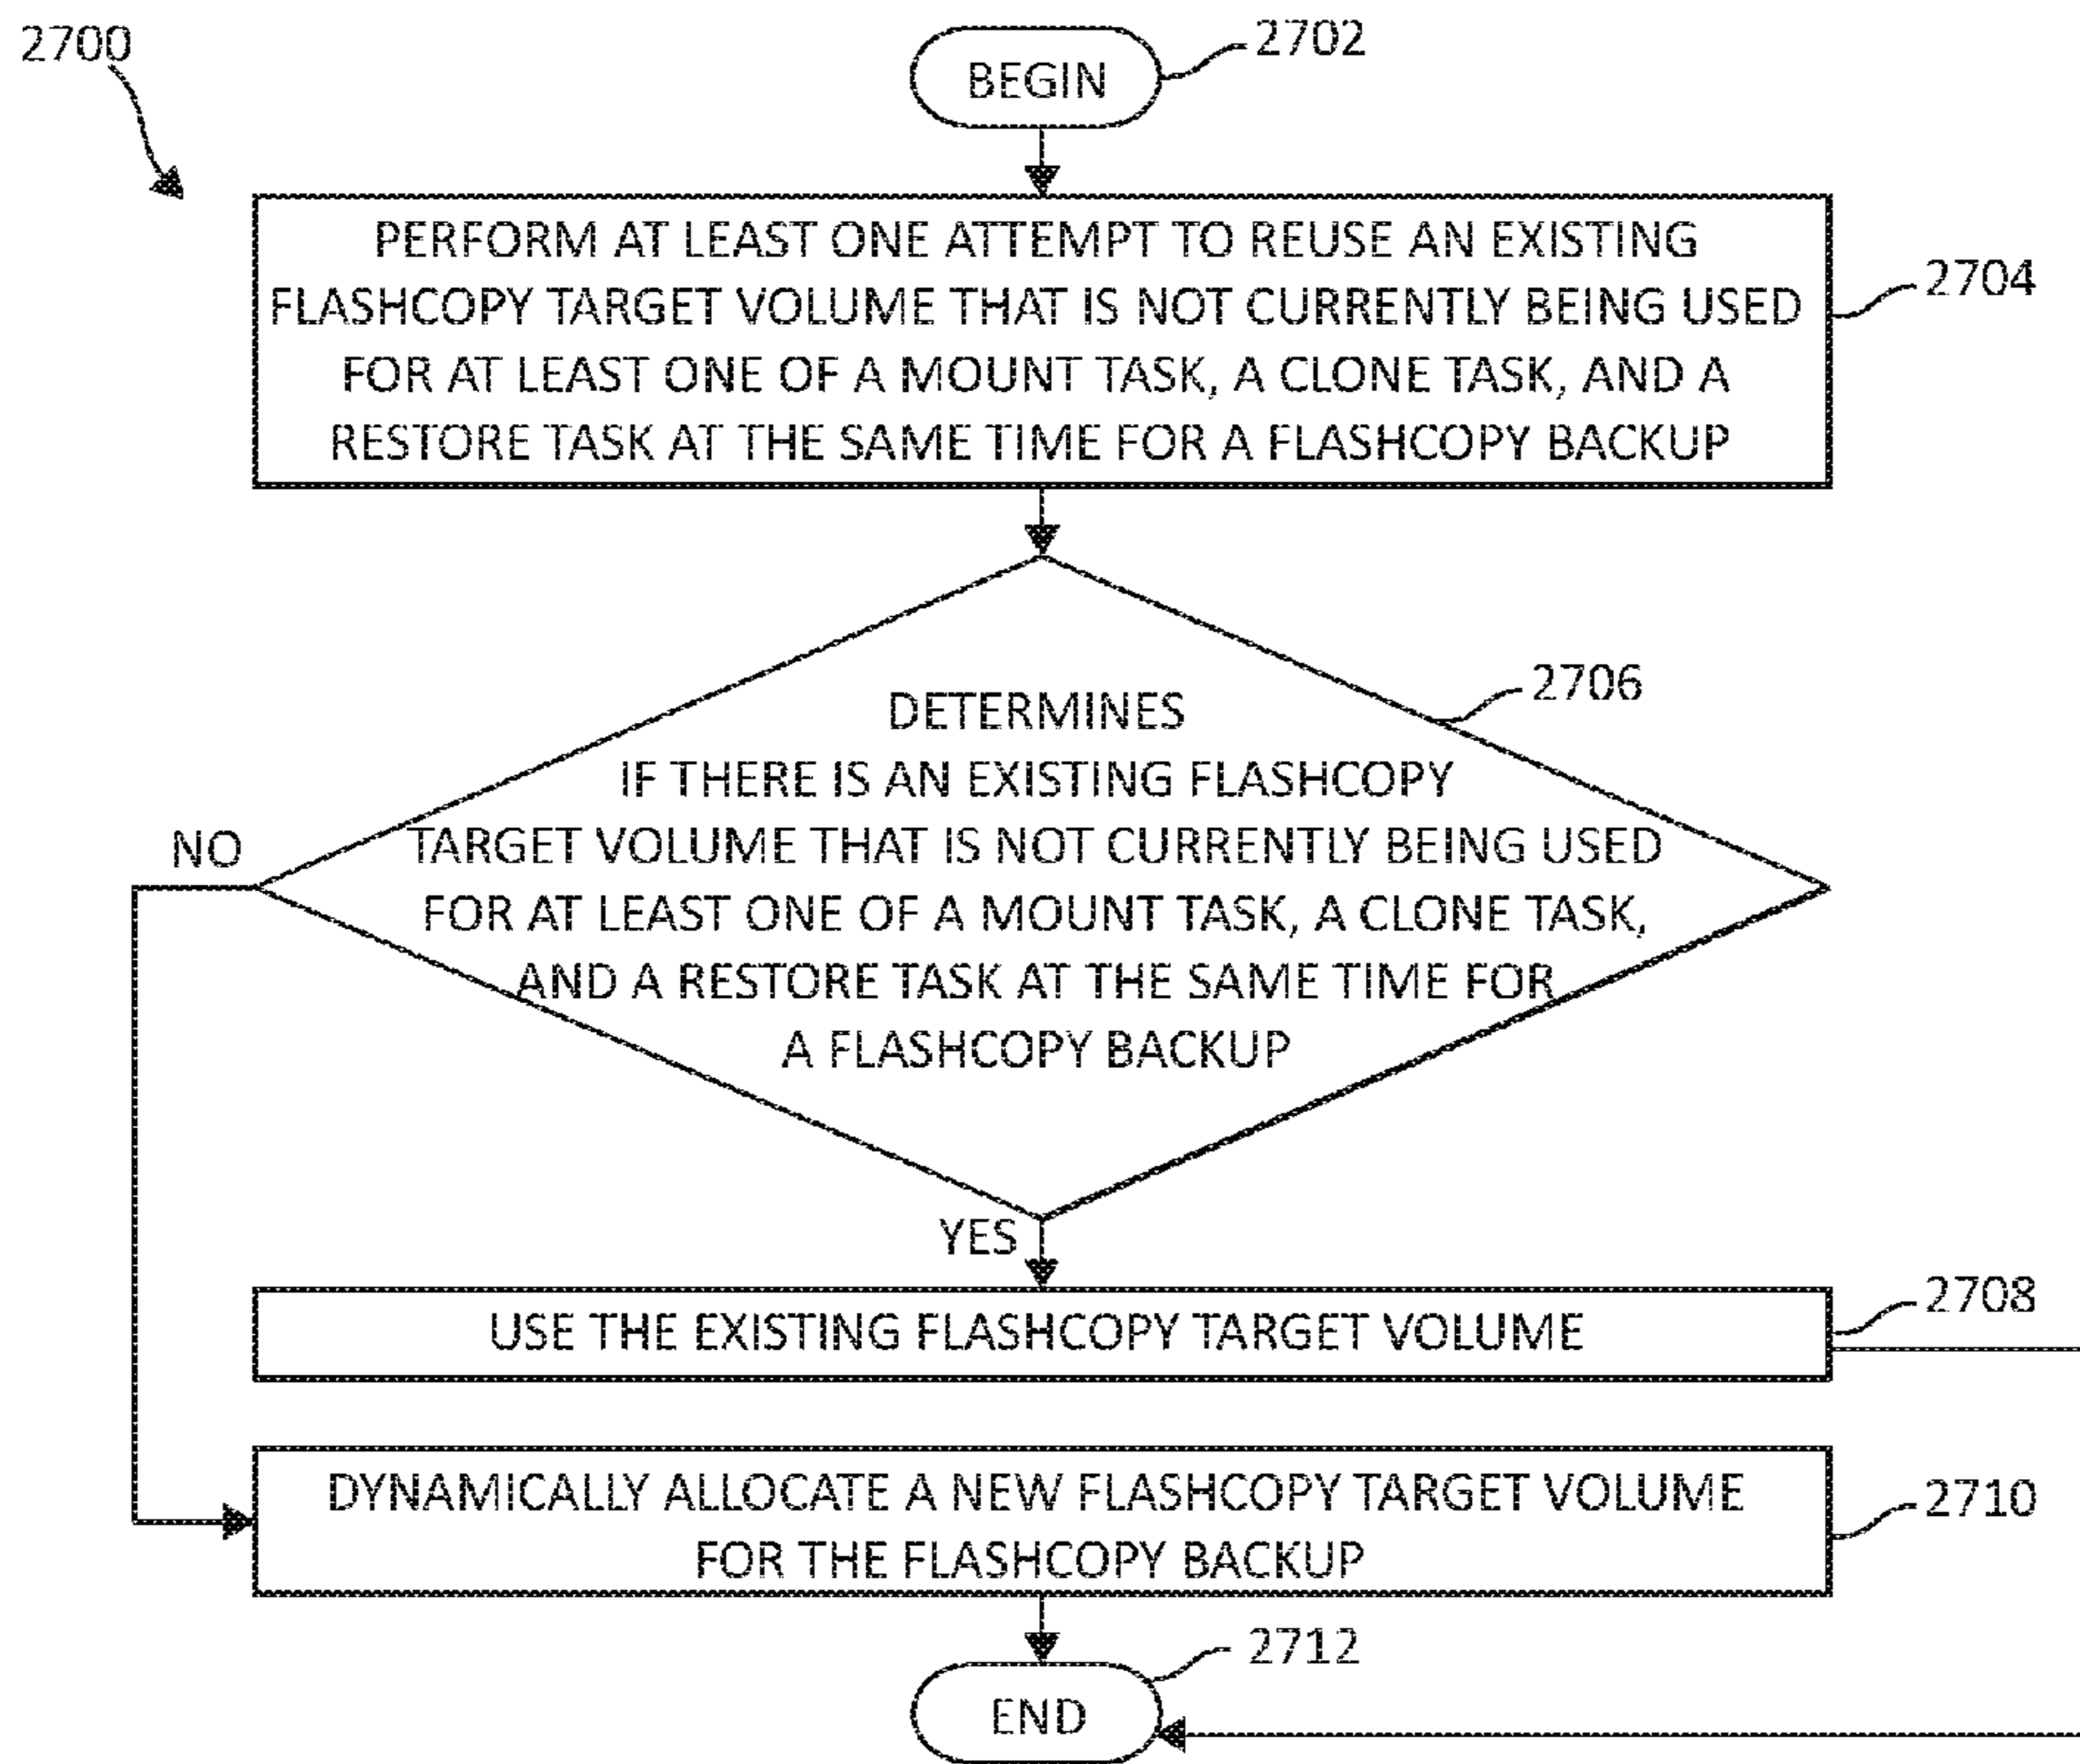 2700
BEGIN
2702
PERFORM AT LEAST ONE ATTEMPT TO REUSE AN EXISTING
FLASHCOPY TARGET VOLUME THAT IS NOT CURRENTLY BEING USED
FOR AT LEAST ONE OF A MOUNT TASK, A CLONE TASK, AND A
RESTORE TASK AT THE SAME TIME FOR A FLASHCOPY BACKUP
2704
2706
DETERMINES
IF THERE IS AN EXISTING FLASHCOPY
TARGET VOLUME THAT IS NOT CURRENTLY BEING USED
FOR AT LEAST ONE OF A MOUNT TASK, A CLONE TASK,
AND A RESTORE TASK AT THE SAME TIME FOR
A FLASHCOPY BACKUP
NO
YES
USE THE EXISTING FLASHCOPY TARGET VOLUME
2708
DYNAMICALLY ALLOCATE A NEW FLASHCOPY TARGET VOLUME
FOR THE FLASHCOPY BACKUP
2710
END
2712